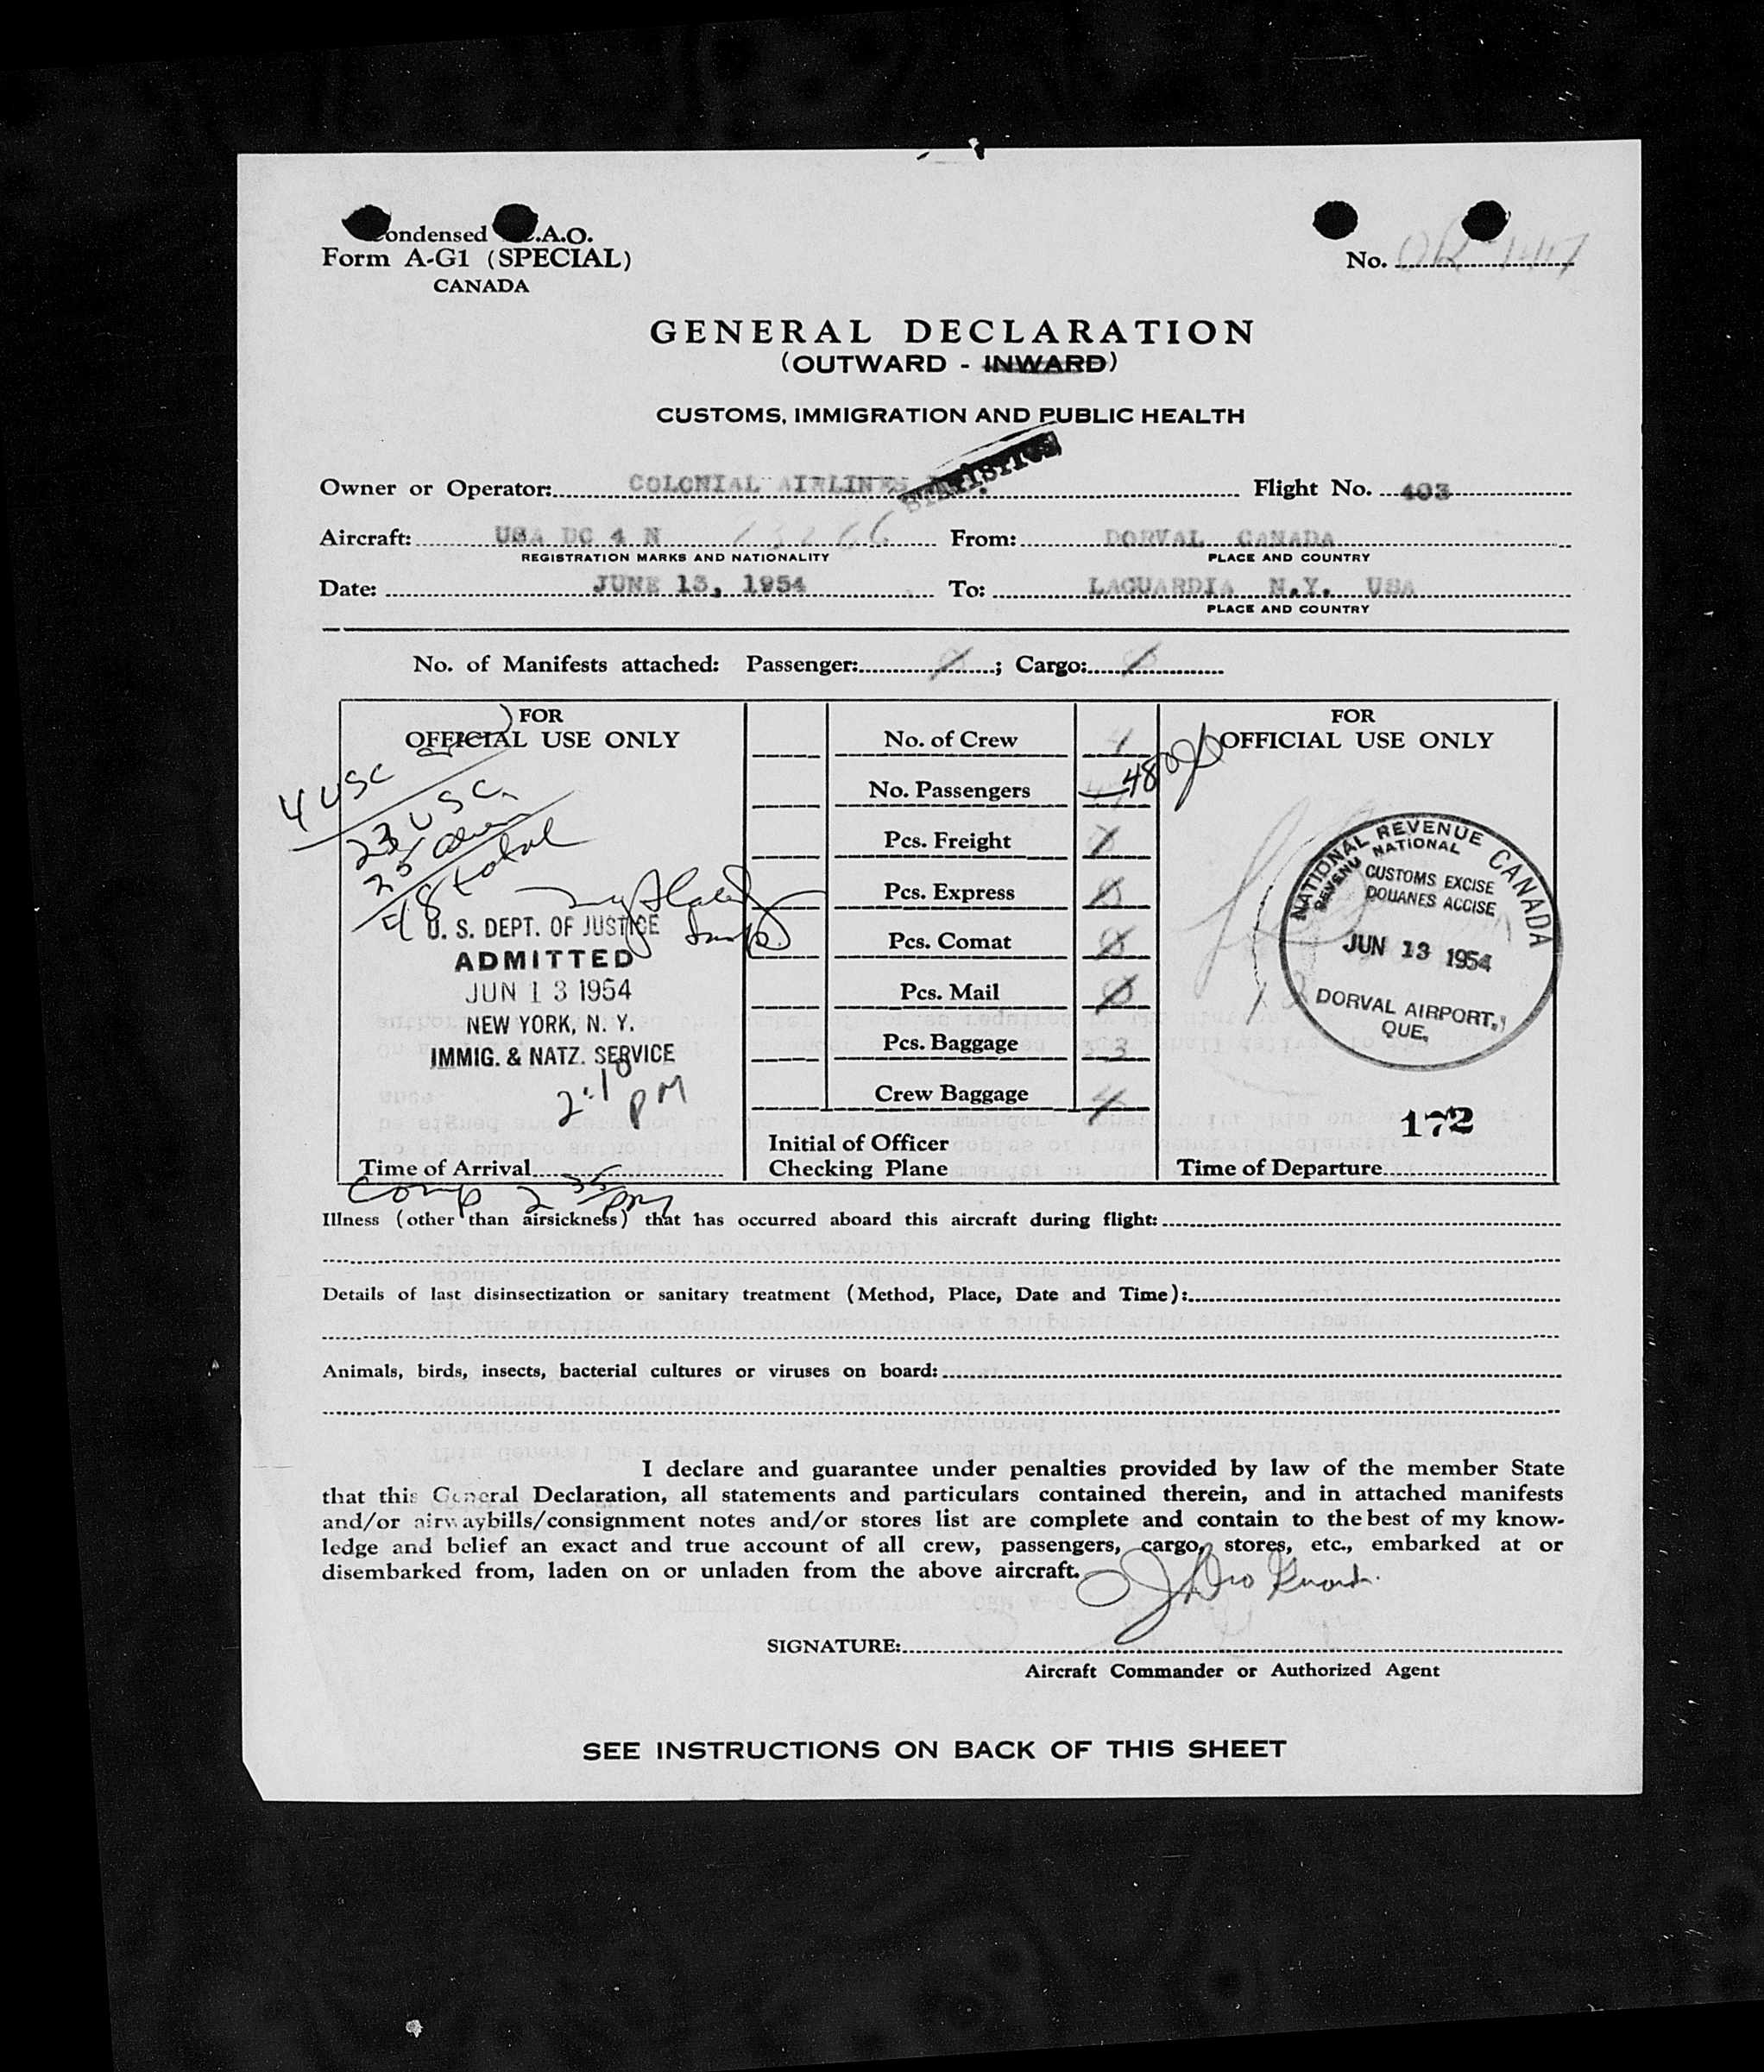 ondensed .A.O.
Form A-G1 (SPECIAL)
CANADA
No.
GENERAL DECLARATION
(OUTWARD - INWARD)
CUSTOMS, IMMIGRATION AND PUBLIC HEALTH
STATISTICS
Owner or Operator: COLONIAL AIRLINES Flight No. 403
Aircraft: USA DC 4 N From: DORVAL CANADA
REGISTRATION MARKS AND NATIONALITY PLACE AND COUNTRY
Date: JUNE 13, 1954 To: LAGUARDIA N.Y. USA
PLACE AND COUNTRY
No. of Manifests attached: Passenger: ; Cargo:
FOR
OFFICIAL USE ONLY
4 USC
23 USC
25 alien
48 total
U. S. DEPT. OF JUSTICE
ADMITTED
JUN 13 1954
NEW YORK, N. Y.
IMMIG. & NATZ. SERVICE
2:10 PM
Time of Arrival
Comp 2 35 pm
No. of Crew 4
No. Passengers 48
Pcs. Freight
Pcs. Express
Pcs. Comat
Pcs. Mail
Pcs. Baggage
Crew Baggage 4
Initial of Officer
Checking Plane
FOR
OFFICIAL USE ONLY
NATIONAL REVENUE CANADA
REVENU NATIONAL
CUSTOMS EXCISE
DOUANES ACCISE
JUN 13 1954
DORVAL AIRPORT,
QUE.
172
Time of Departure
Illness (other than airsickness) that has occurred aboard this aircraft during flight:
Details of last disinsectization or sanitary treatment (Method, Place, Date and Time):
Animals, birds, insects, bacterial cultures or viruses on board:
I declare and guarantee under penalties provided by law of the member State
that this General Declaration, all statements and particulars contained therein, and in attached manifests
and/or airwaybills/consignment notes and/or stores list are complete and contain to the best of my know-
ledge and belief an exact and true account of all crew, passengers, cargo, stores, etc., embarked at or
disembarked from, laden on or unladen from the above aircraft.
SIGNATURE:
Aircraft Commander or Authorized Agent
SEE INSTRUCTIONS ON BACK OF THIS SHEET